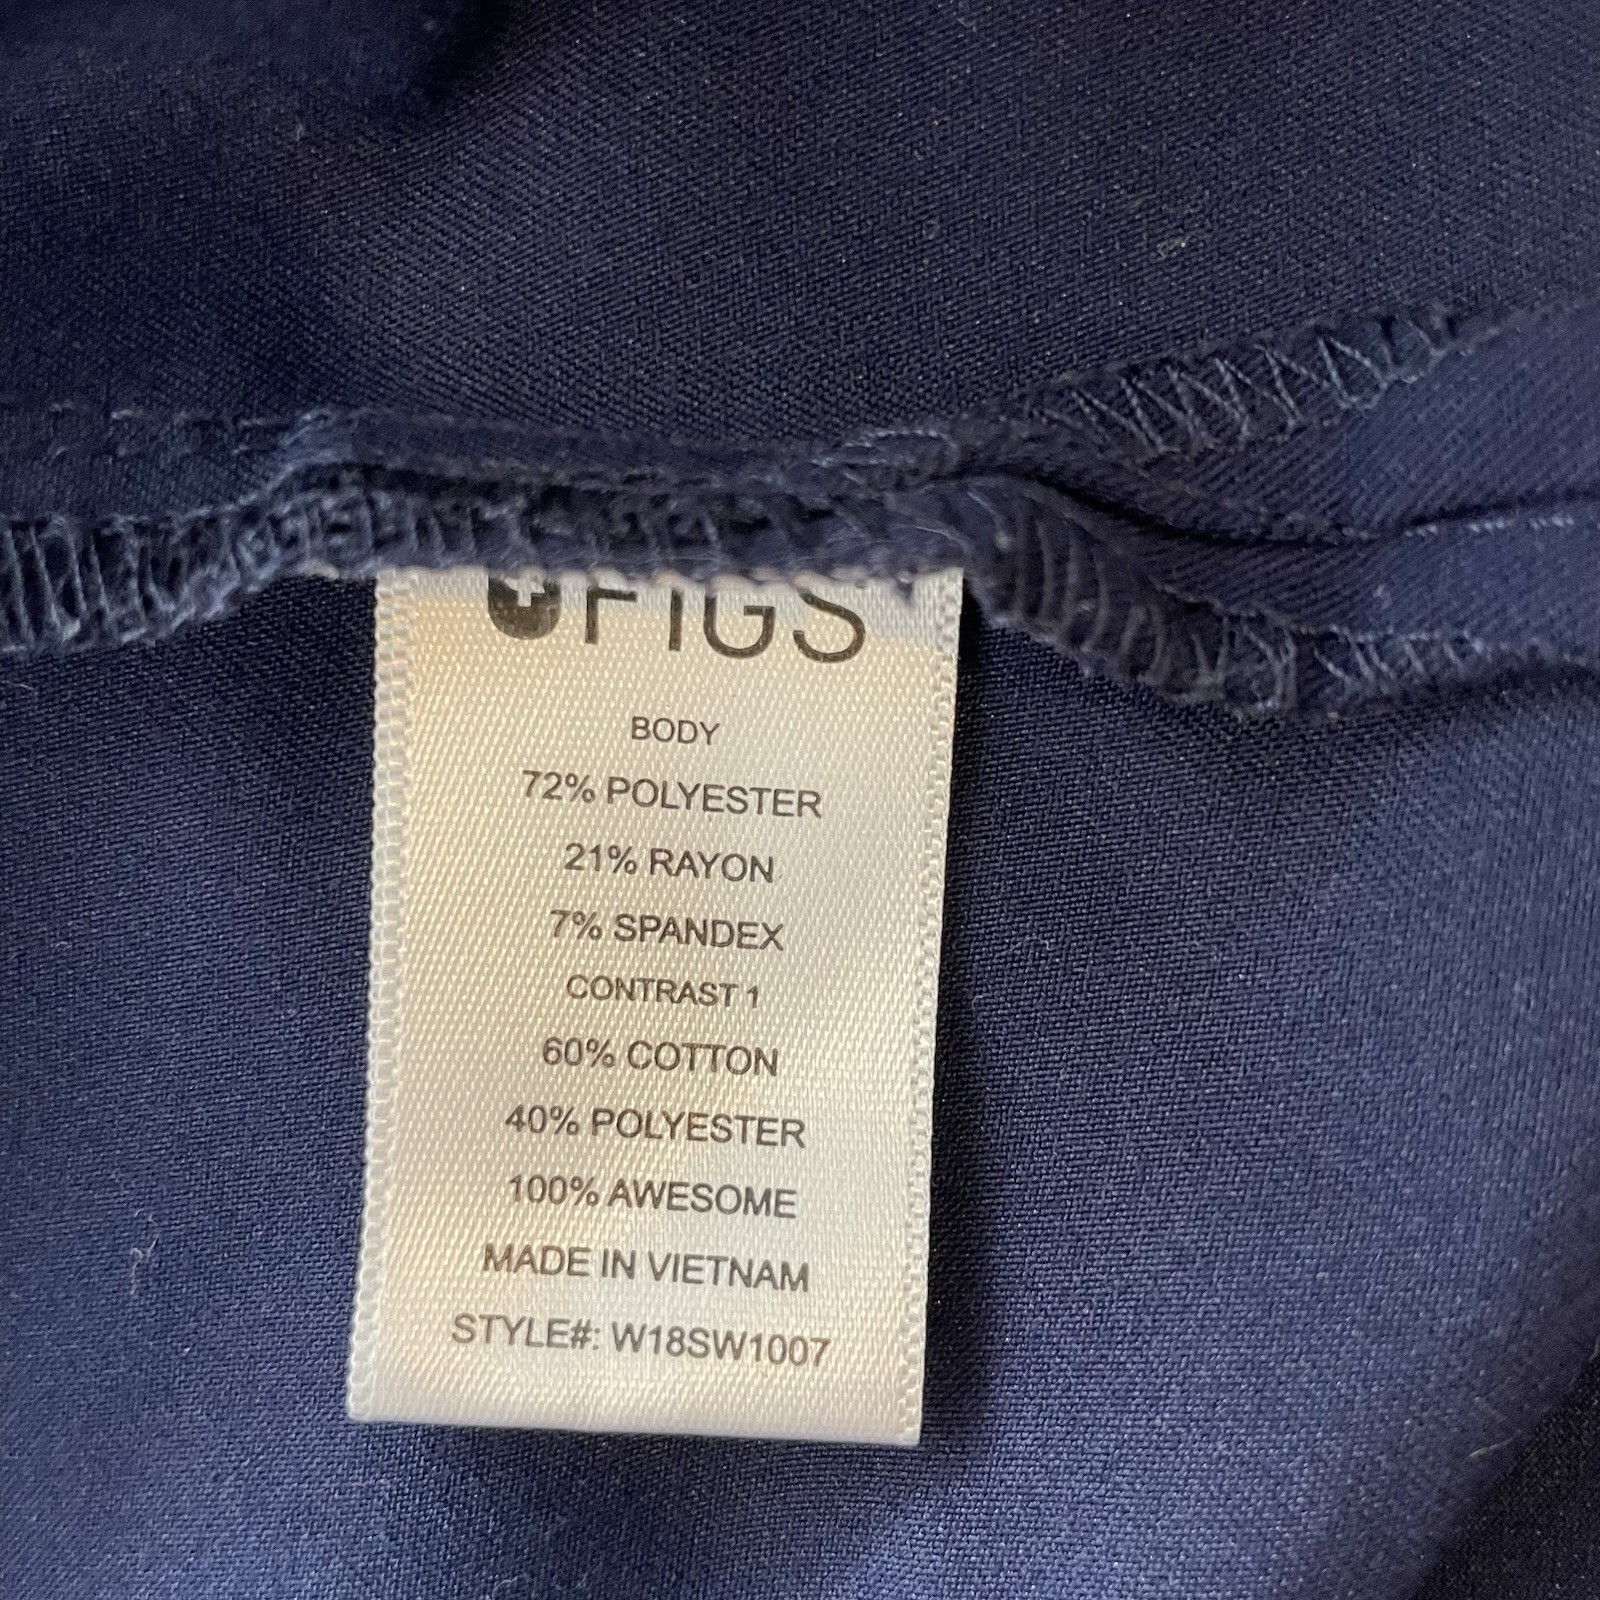 FIGS
BODY
72% POLYESTER
21% RAYON
7% SPANDEX
CONTRAST 1
60% COTTON
40% POLYESTER
100% AWESOME
MADE IN VIETNAM
STYLE#: W18SW1007